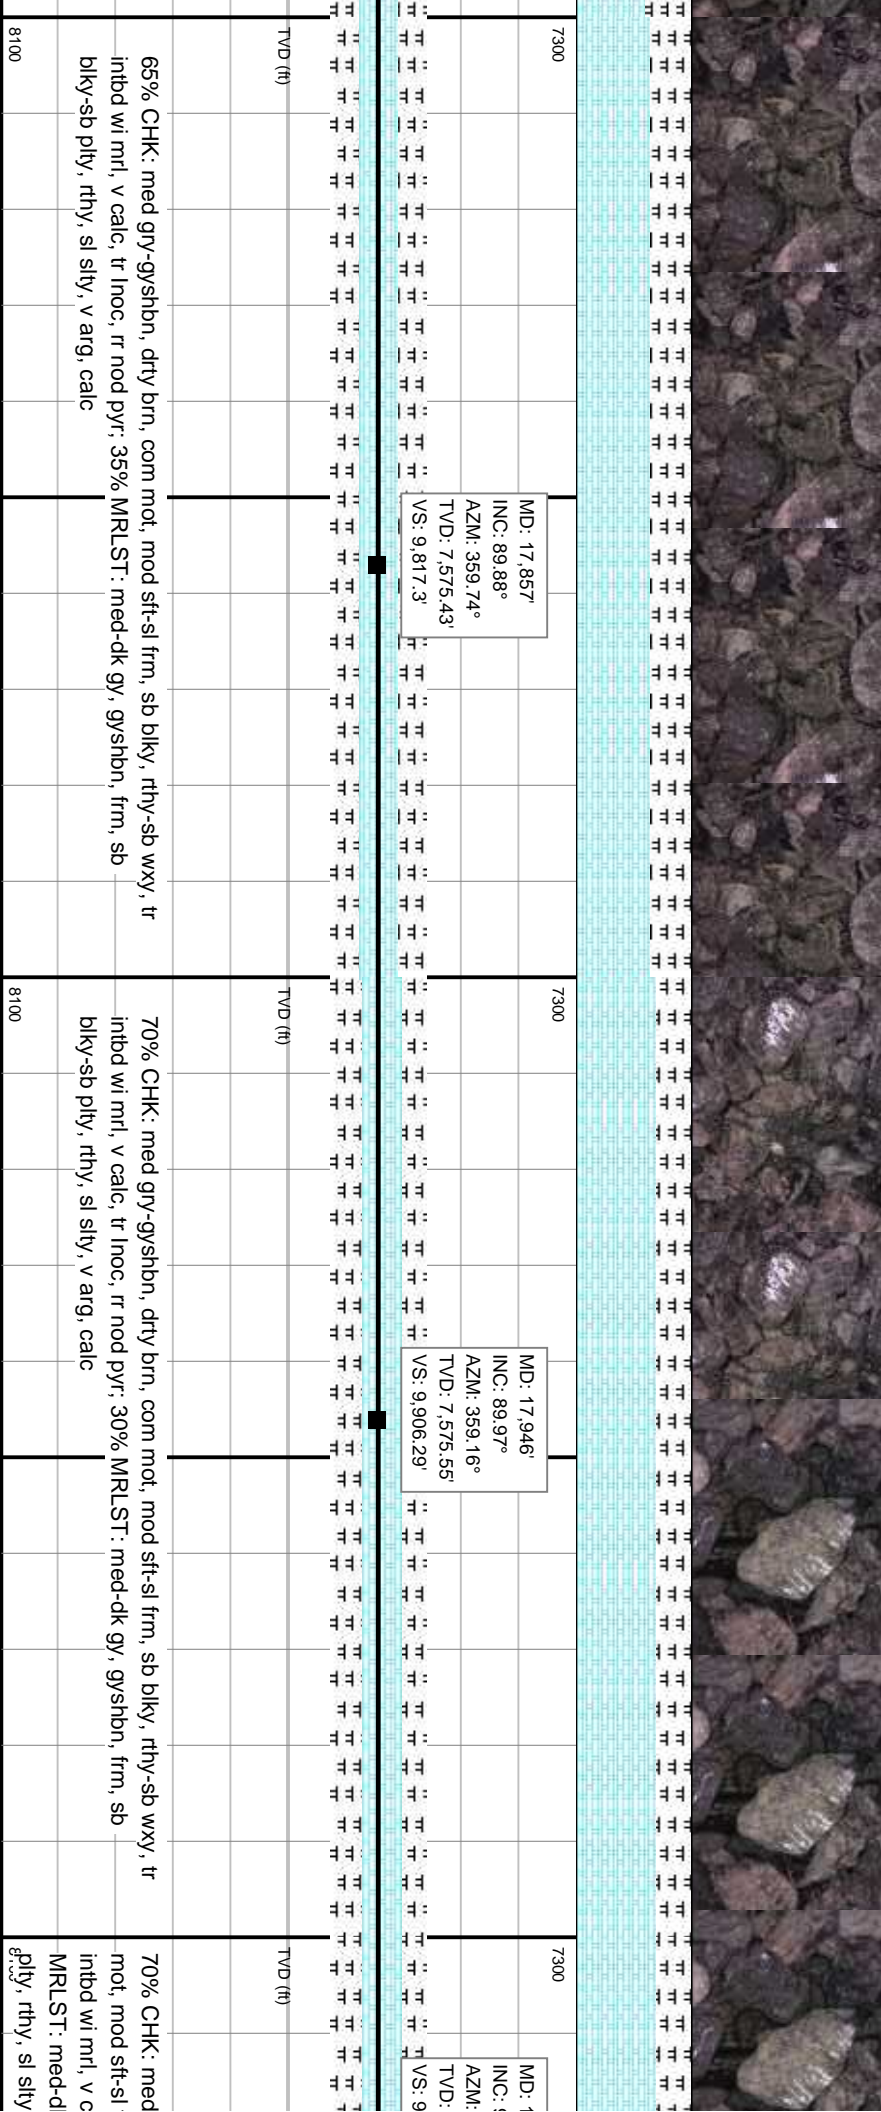 7300
TVD (ft)
8100
65% CHK: med gry-gyshbn, drty brn, com mot, mod sft-sl frm, sb blky, rthy-sb wxy, tr
intbd wi mrl, v calc, tr Inoc, rr nod pyr; 35% MRLST: med-dk gy, gyshbn, frm, sb
blky-sb plty, rthy, sl slty, v arg, calc
MD: 17,857'
INC: 89.88°
AZM: 359.74°
TVD: 7,575.43'
VS: 9,817.3'
7300
TVD (ft)
8100
70% CHK: med gry-gyshbn, drty brn, com mot, mod sft-sl frm, sb blky, rthy-sb wxy, tr
intbd wi mrl, v calc, tr Inoc, rr nod pyr; 30% MRLST: med-dk gy, gyshbn, frm, sb
blky-sb plty, rthy, sl slty, v arg, calc
MD: 17,946'
INC: 89.97°
AZM: 359.16°
TVD: 7,575.55'
VS: 9,906.29'
7300
TVD (ft)
70% CHK: med
mot, mod sft-sl
intbd wi mrl, v c
MRLST: med-d
plty, rthy, sl slty
MD: 1
INC:
AZM:
TVD:
VS: 9